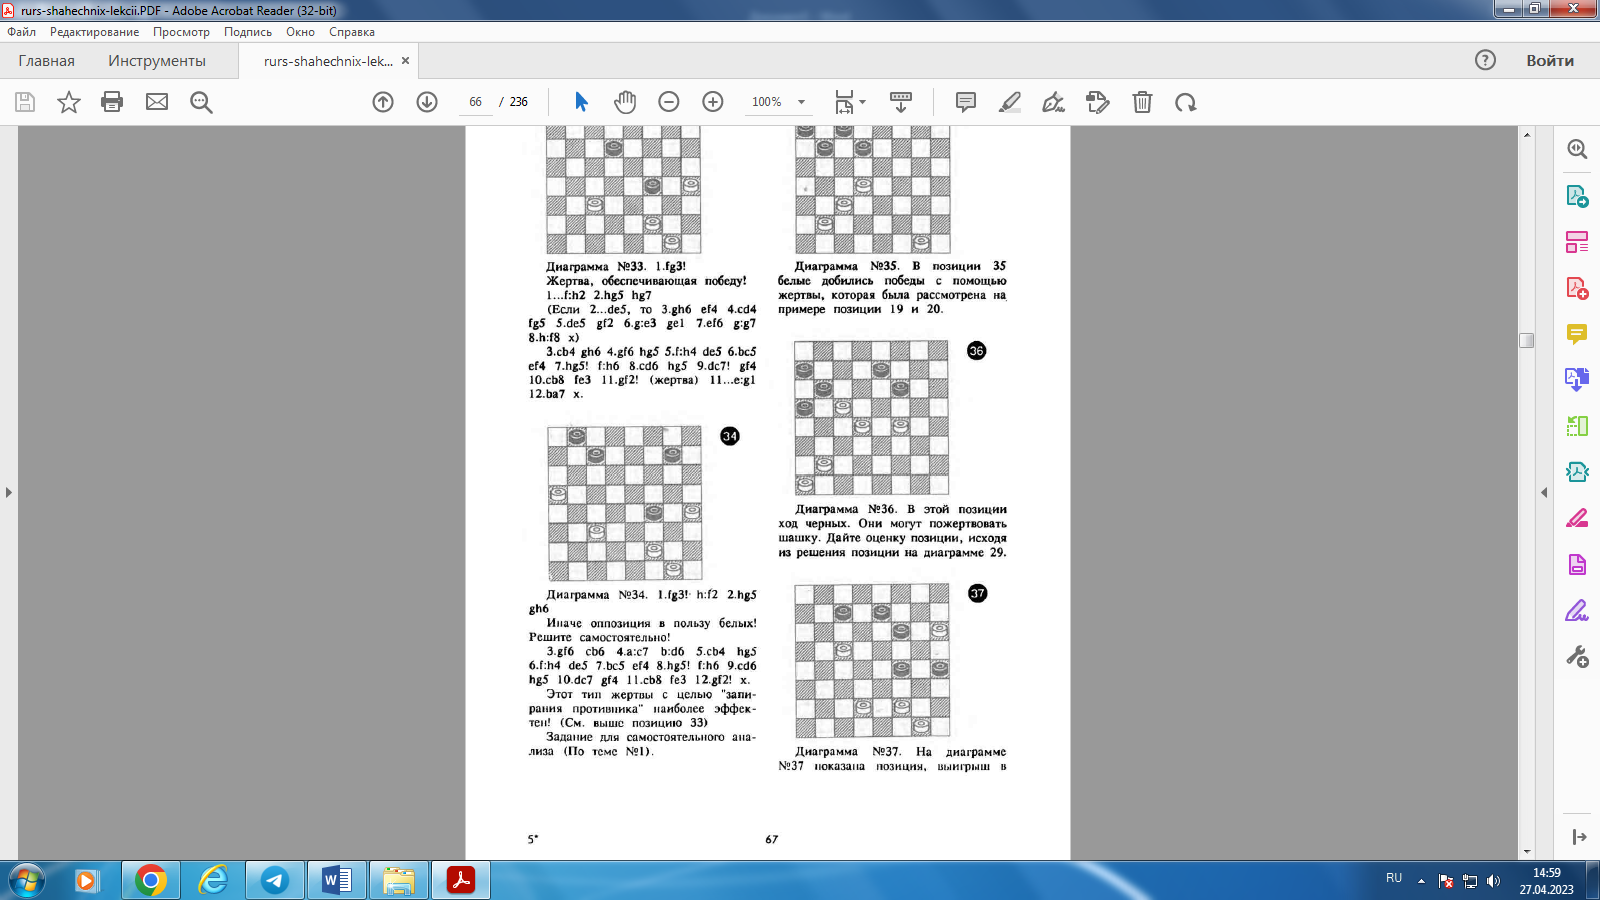 rurs-shahechnix-lekcii.PDF - Adobe Acrobat Reader (32-bit)
Файл Редактирование Просмотр Подпись Окно Справка
Главная Инструменты rurs-shahechnix-lek... × Войти
66 / 236 100%
Диаграмма №33. 1.fg3!
Жертва, обеспечивающая победу!
1...f:h2 2.hg5 hg7
(Если 2...de5, то 3.gh6 ef4 4.cd4
fg5 5.de5 gf2 6.g:e3 ge1 7.ef6 g:g7
8.h:f8 x)
3.cb4 gh6 4.gf6 hg5 5.f:h4 de5 6.bc5
ef4 7.hg5! f:h6 8.cd6 hg5 9.dc7! gf4
10.cb8 fe3 11.gf2! (жертва) 11...e:g1
12.ba7 x.
34
Диаграмма №34. 1.fg3! h:f2 2.hg5
gh6
Иначе оппозиция в пользу белых!
Решите самостоятельно!
3.gf6 cb6 4.a:c7 b:d6 5.cb4 hg5
6.f:h4 de5 7.bc5 ef4 8.hg5! f:h6 9.cd6
hg5 10.dc7 gf4 11.cb8 fe3 12.gf2! x.
Этот тип жертвы с целью "запи-
рания противника" наиболее эффек-
тен! (См. выше позицию 33)
Задание для самостоятельного ана-
лиза (По теме №1).
Диаграмма №35. В позиции 35
белые добились победы с помощью
жертвы, которая была рассмотрена на
примере позиции 19 и 20.
36
Диаграмма №36. В этой позиции
ход черных. Они могут пожертвовать
шашку. Дайте оценку позиции, исходя
из решения позиции на диаграмме 29.
37
Диаграмма №37. На диаграмме
№37 показана позиция, выигрыш в
5*
67
RU
14:59
27.04.2023